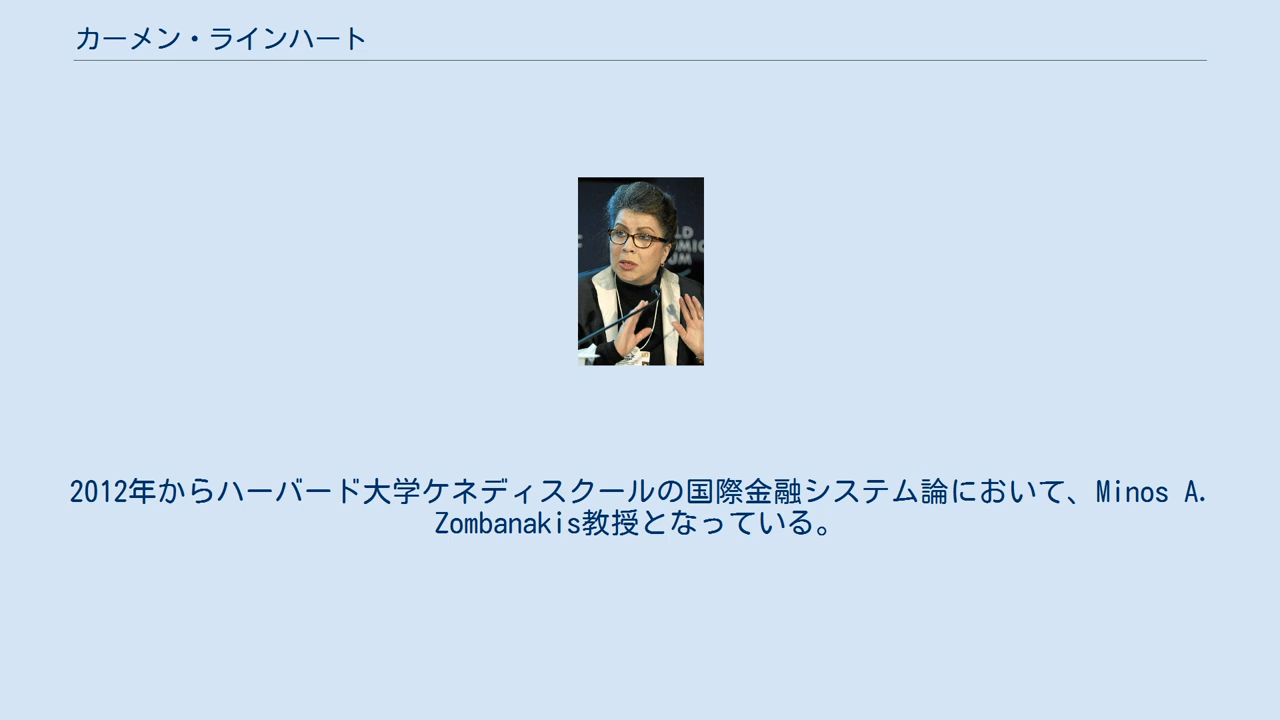 カーメン・ラインハート
LD
OMIC
UM
2012年からハーバード大学ケネディスクールの国際金融システム論において、Minos A.
Zombanakis教授となっている。